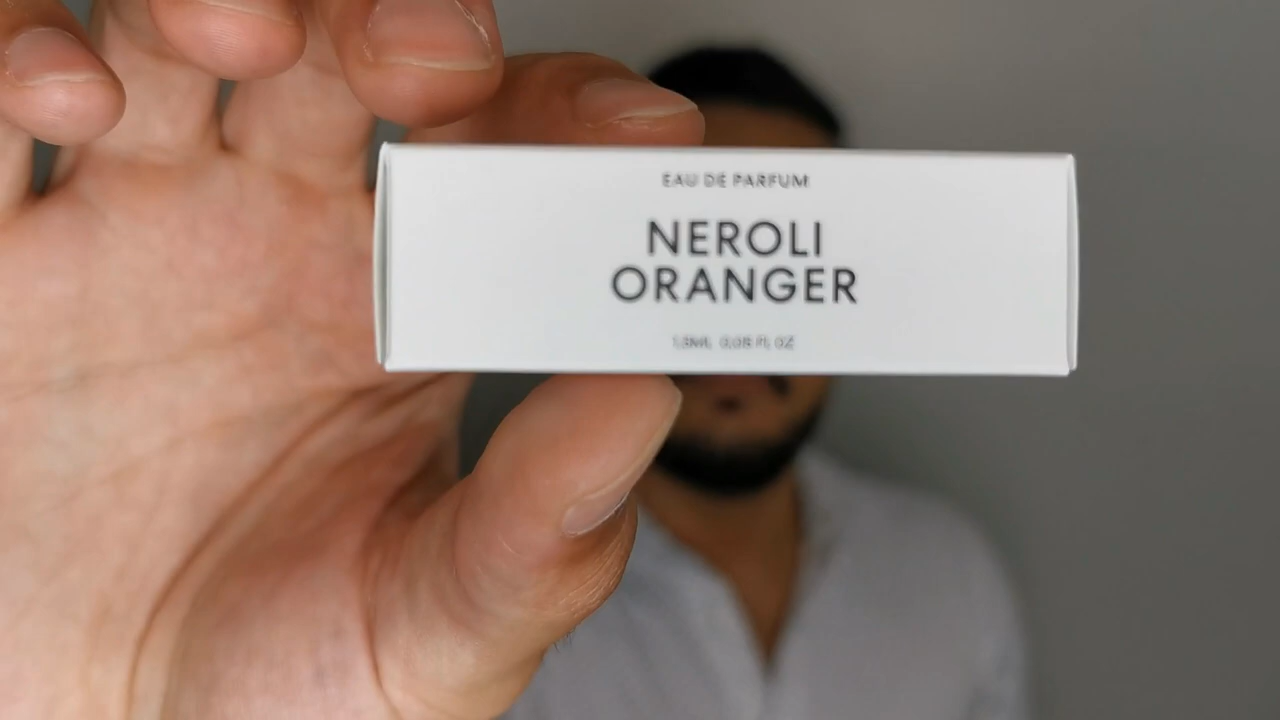 EAU DE PARFUM
NEROLI
ORANGER
1,5ML 0,05 FL OZ